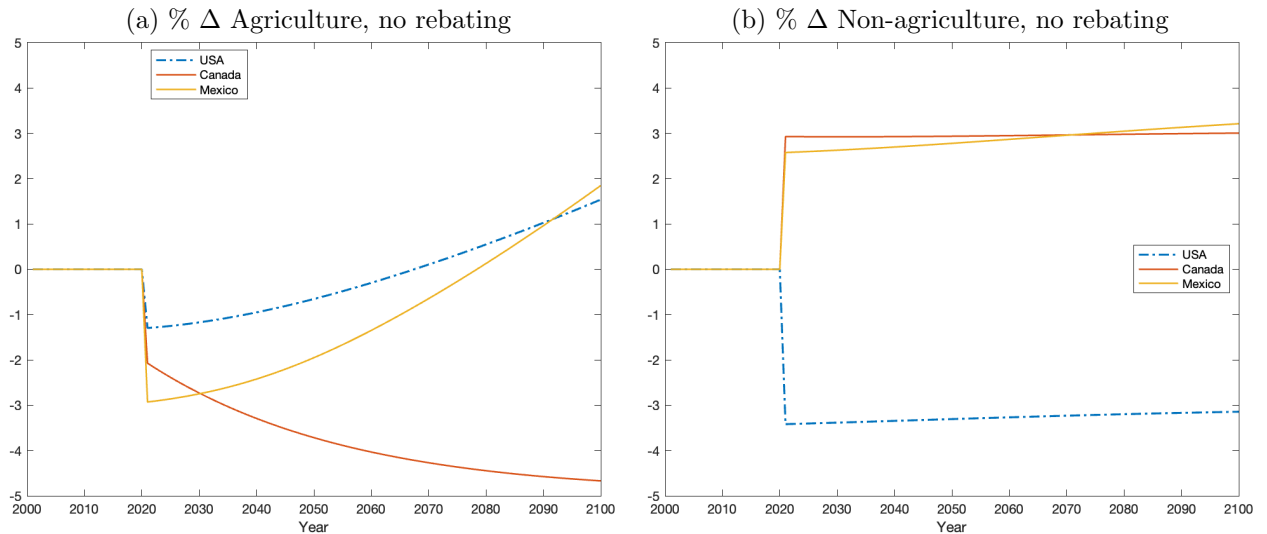 (a) % Δ Agriculture, no rebating
5
4
3
2
1
0
-1
-2
-3
-4
-5
2000 2010 2020 2030 2040 2050 2060 2070 2080 2090 2100
Year
USA
Canada
Mexico
(b) % Δ Non-agriculture, no rebating
5
4
3
2
1
0
-1
-2
-3
-4
-5
2000 2010 2020 2030 2040 2050 2060 2070 2080 2090 2100
Year
USA
Canada
Mexico